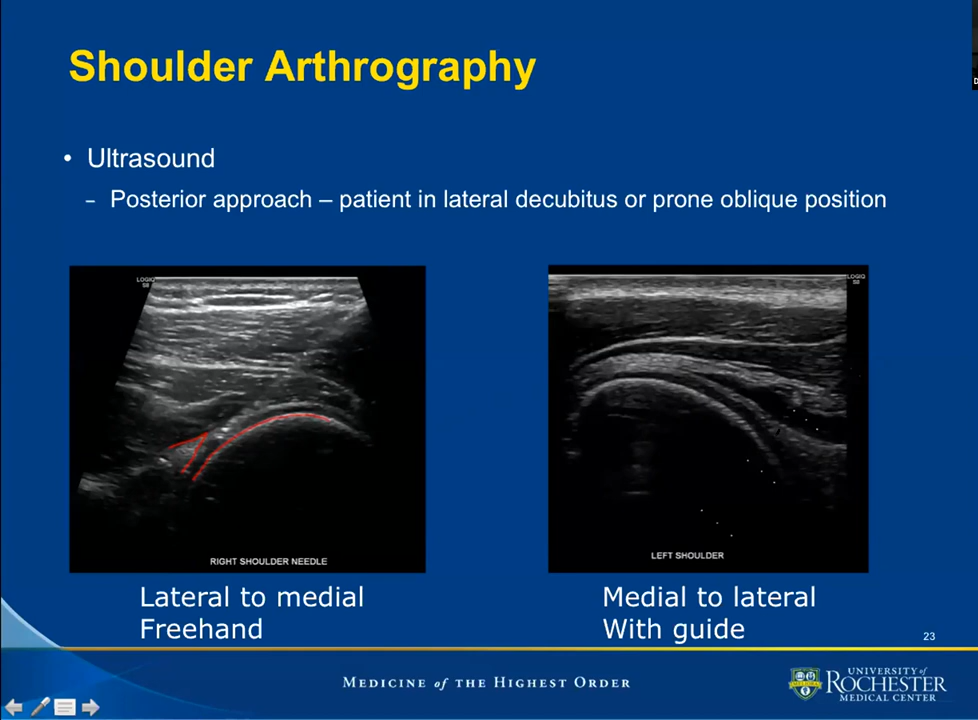 Shoulder Arthrography
• Ultrasound
– Posterior approach – patient in lateral decubitus or prone oblique position
LOGIQ
S8
RIGHT SHOULDER NEEDLE
LOGIQ
S8
LEFT SHOULDER
Lateral to medial
Freehand
Medial to lateral
With guide
23
MEDICINE of THE HIGHEST ORDER
MELIORA
UNIVERSITY of
ROCHESTER
MEDICAL CENTER
D